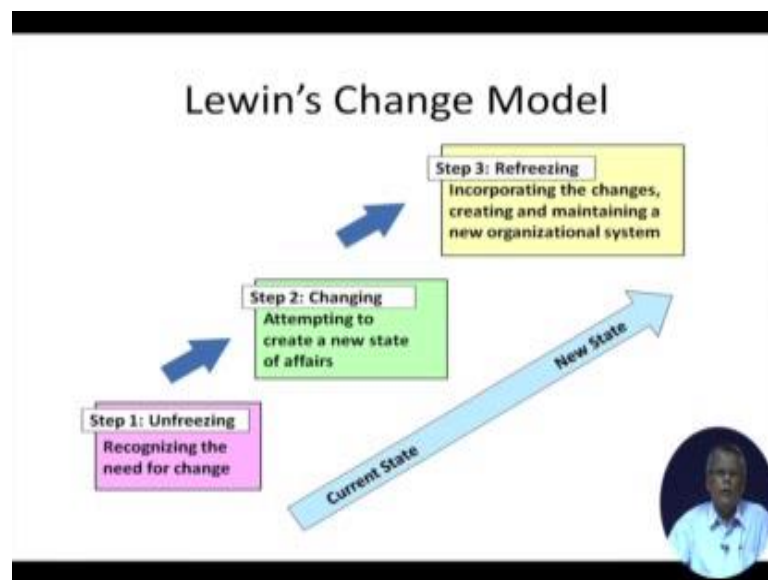 Lewin's Change Model
Step 3: Refreezing
Incorporating the changes,
creating and maintaining a
new organizational system
Step 2: Changing
Attempting to
create a new state
of affairs
Step 1: Unfreezing
Recognizing the
need for change
Current State
New State